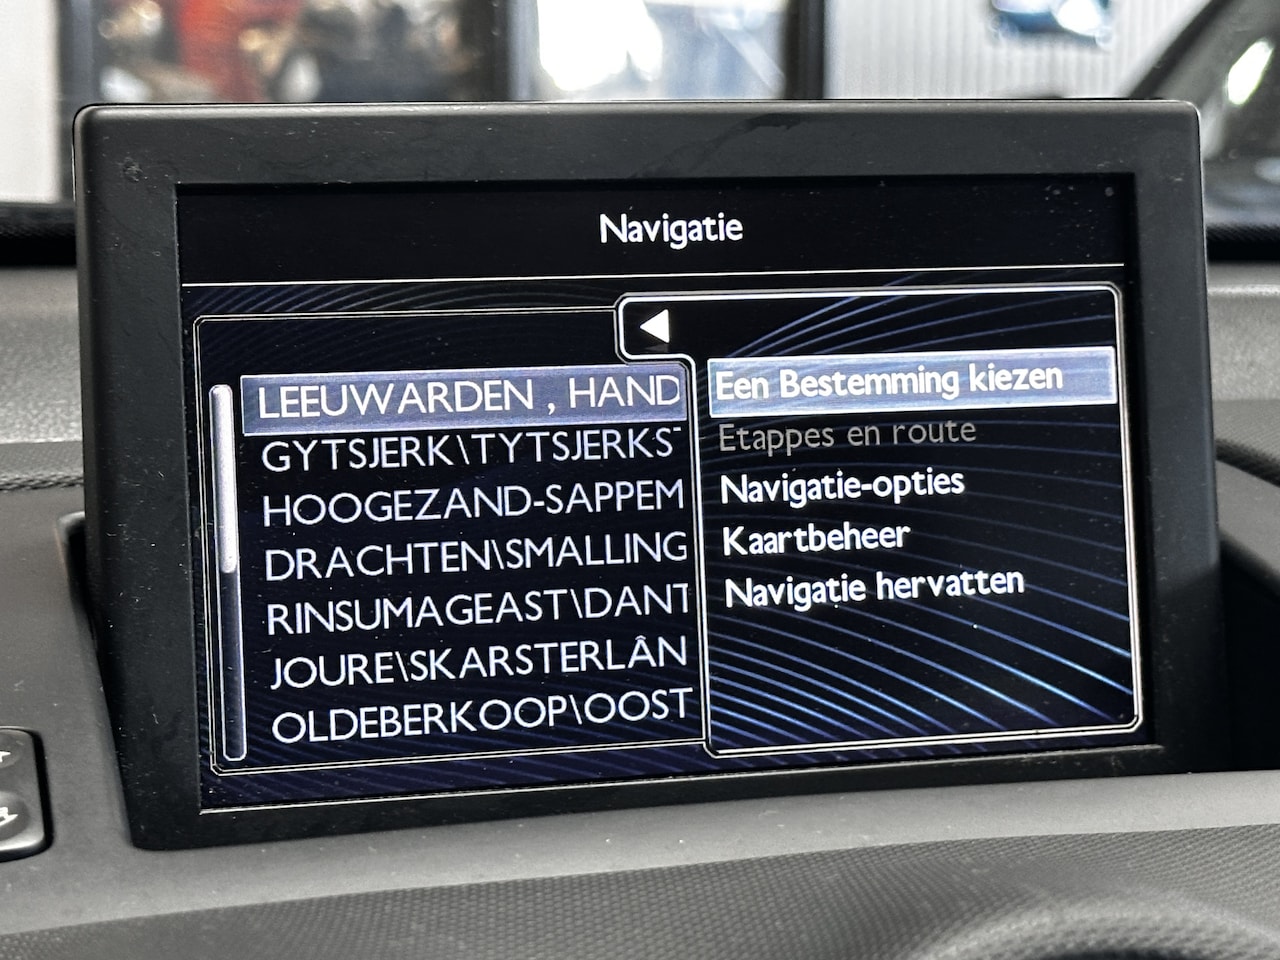 Navigatie
LEEUWARDEN , HAND
GYTSJERK\TYTSJERKST
HOOGEZAND-SAPPEM
DRACHTEN\SMALLING
RINSUMAGEAST\DANT
JOURE\SKARSTERLÂN
OLDEBERKOOP\OOST
Een Bestemming kiezen
Etappes en route
Navigatie-opties
Kaartbeheer
Navigatie hervatten